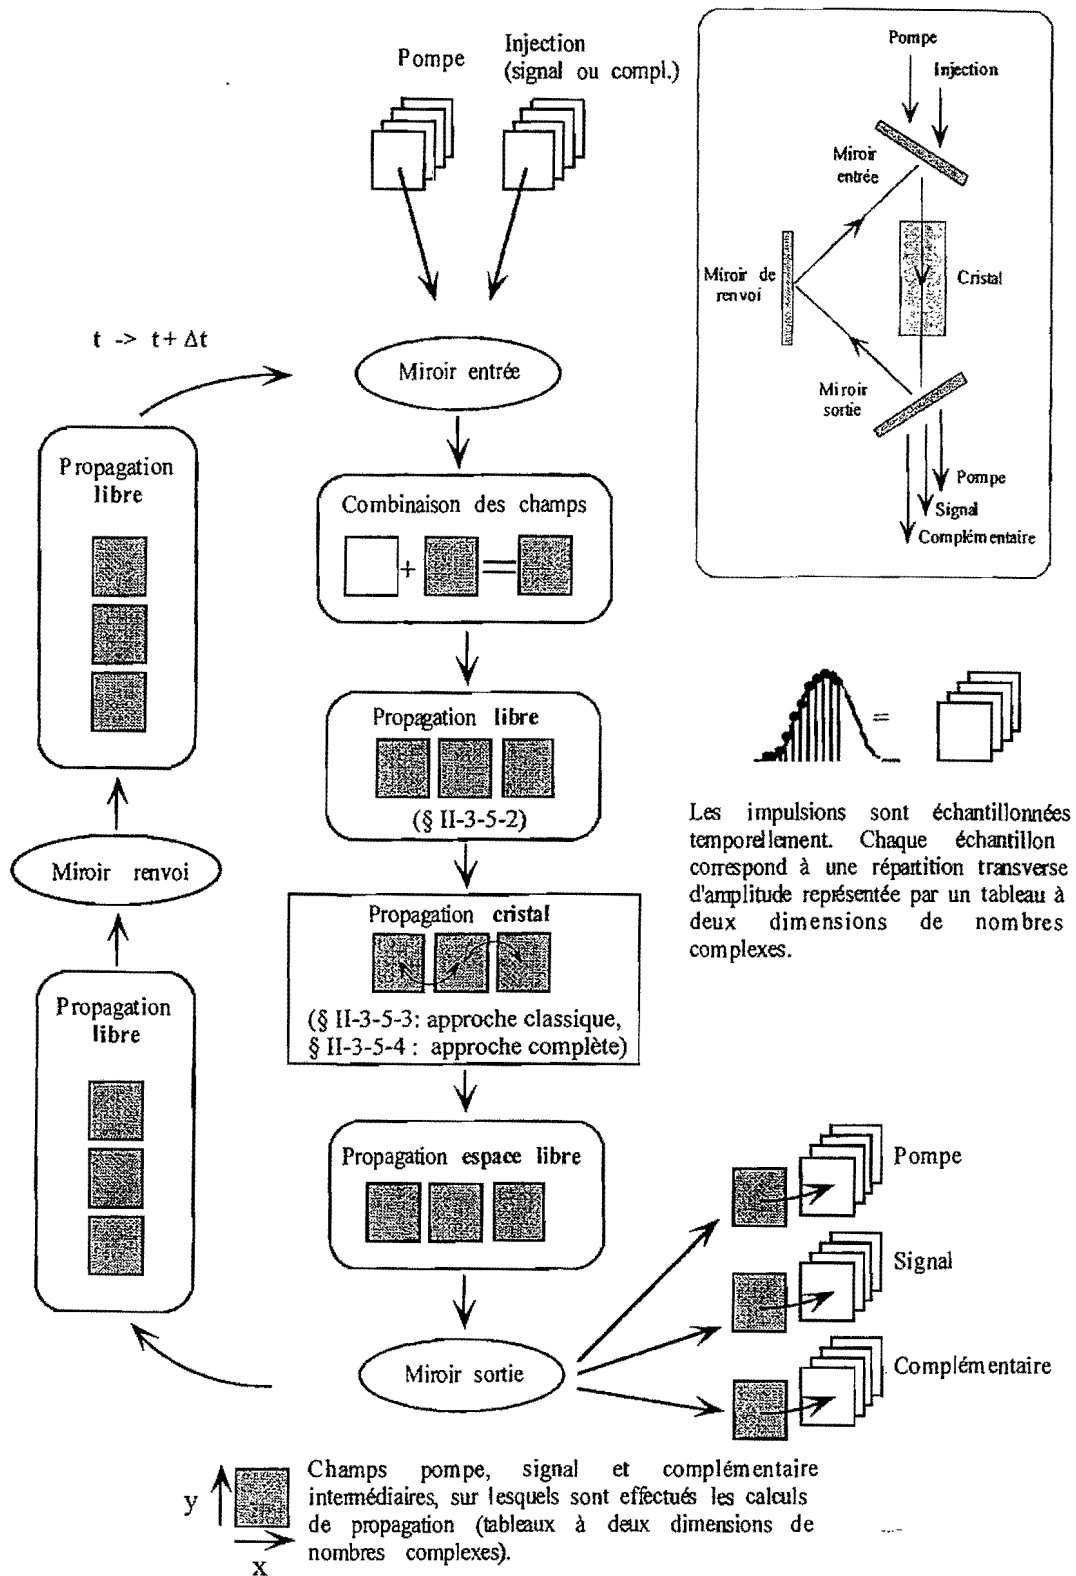 Pompe
Injection
(signal ou compl.)
t -> t + Δt
Miroir entrée
Propagation
libre
Combinaison des champs
+
=
Propagation libre
(§ II-3-5-2)
Miroir renvoi
Propagation cristal
(§ II-3-5-3: approche classique,
§ II-3-5-4 : approche complète)
Propagation
libre
Propagation espace libre
Miroir sortie
Pompe
Signal
Complémentaire
Pompe
Injection
Miroir
entrée
Miroir de
renvoi
Cristal
Miroir
sortie
Pompe
Signal
Complémentaire
=
Les impulsions sont échantillonnées
temporellement. Chaque échantillon
correspond à une répartition transverse
d'amplitude représentée par un tableau à
deux dimensions de nombres
complexes.
y
x
Champs pompe, signal et complémentaire
intermédiaires, sur lesquels sont effectués les calculs
de propagation (tableaux à deux dimensions de
nombres complexes).